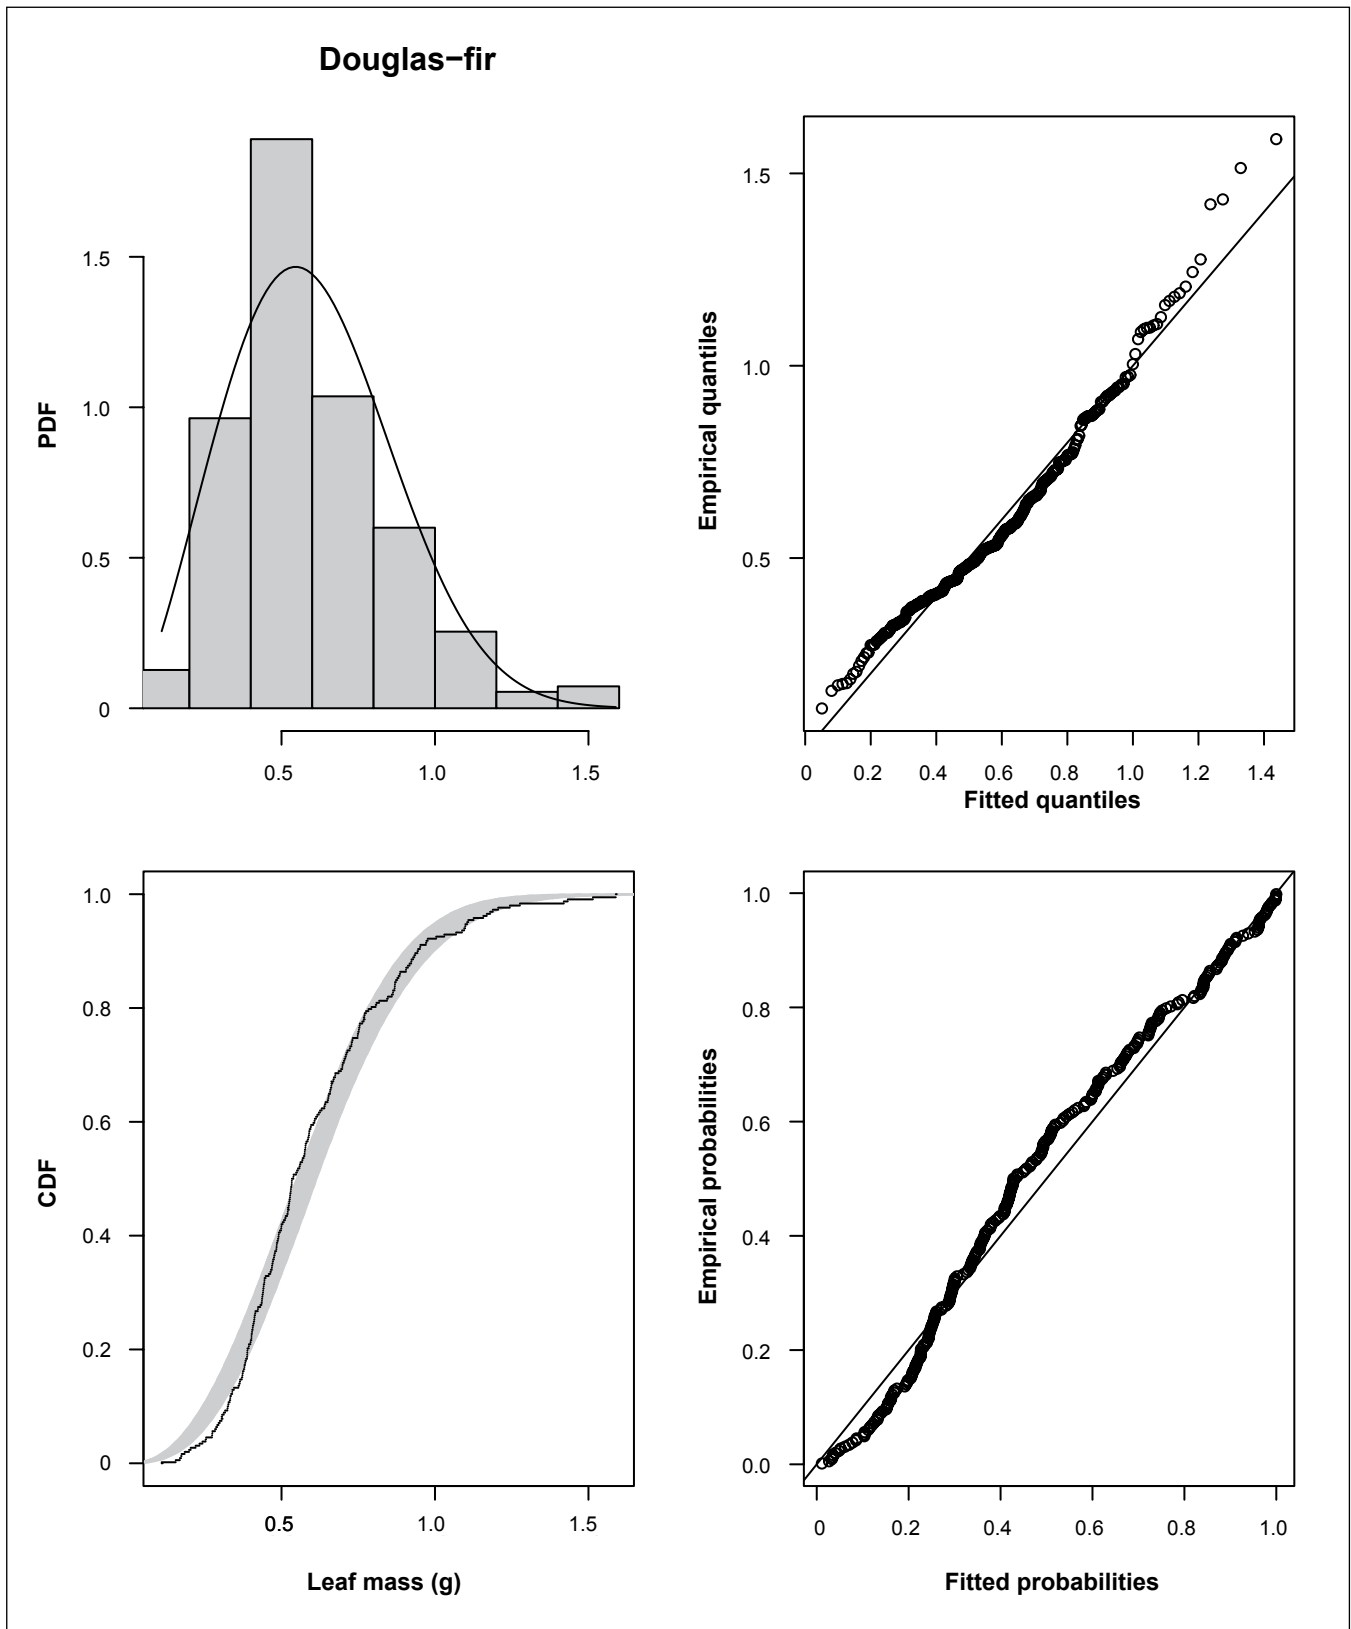 Douglas−fir
PDF
1.5
1.0
0.5
0
0.5 1.0 1.5
Empirical quantiles
1.5
1.0
0.5
0 0.2 0.4 0.6 0.8 1.0 1.2 1.4
Fitted quantiles
CDF
1.0
0.8
0.6
0.4
0.2
0
0.5 1.0 1.5
Leaf mass (g)
Empirical probabilities
1.0
0.8
0.6
0.4
0.2
0.0
0 0.2 0.4 0.6 0.8 1.0
Fitted probabilities